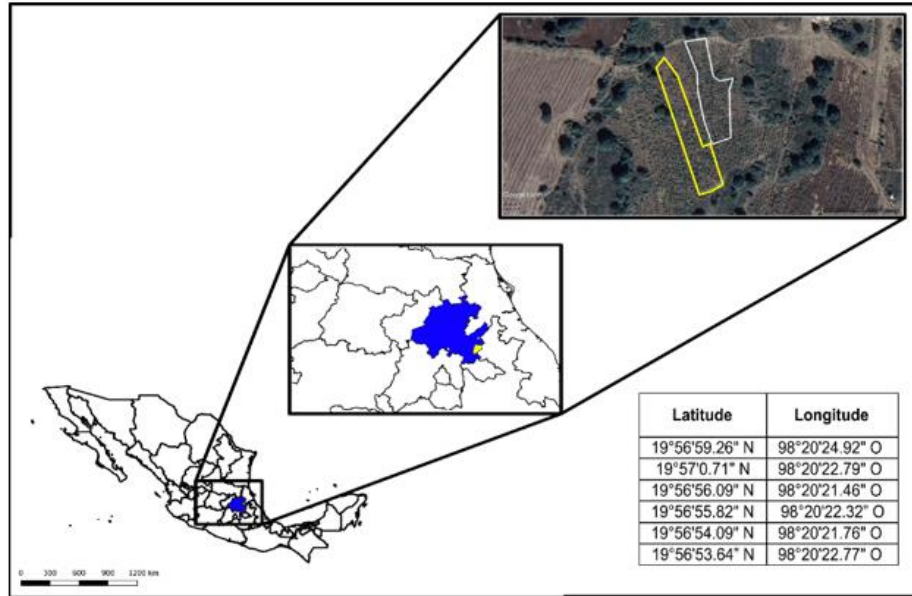 Latitude Longitude
19°56'59.26" N 98°20'24.92" O
19°57'0.71" N 98°20'22.79" O
19°56'56.09" N 98°20'21.46" O
19°56'55.82" N 98°20'22.32" O
19°56'54.09" N 98°20'21.76" O
19°56'53.64" N 98°20'22.77" O
0 300 600 900 1200 km